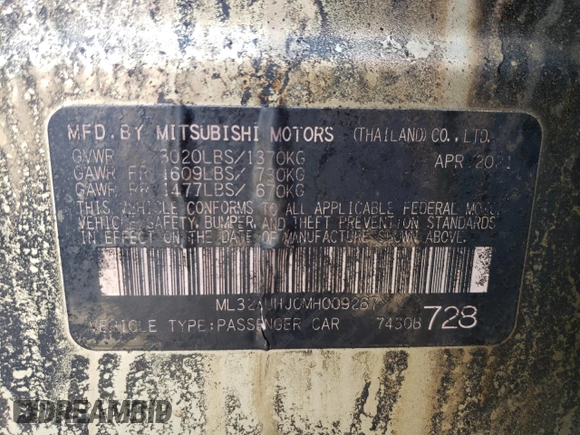 MFD. BY MITSUBISHI MOTORS (THAILAND) CO., LTD.
GVWR 3020LBS/1370KG APR 2021
GAWR FR 1609LBS/ 730KG
GAWR RR 1477LBS/ 670KG
THIS VEHICLE CONFORMS TO ALL APPLICABLE FEDERAL MOTOR
VEHICLE SAFETY, BUMPER, AND THEFT PREVENTION STANDARDS
IN EFFECT ON THE DATE OF MANUFACTURE SHOWN ABOVE.
VEHICLE TYPE:PASSENGER CAR 728
DREAMBID